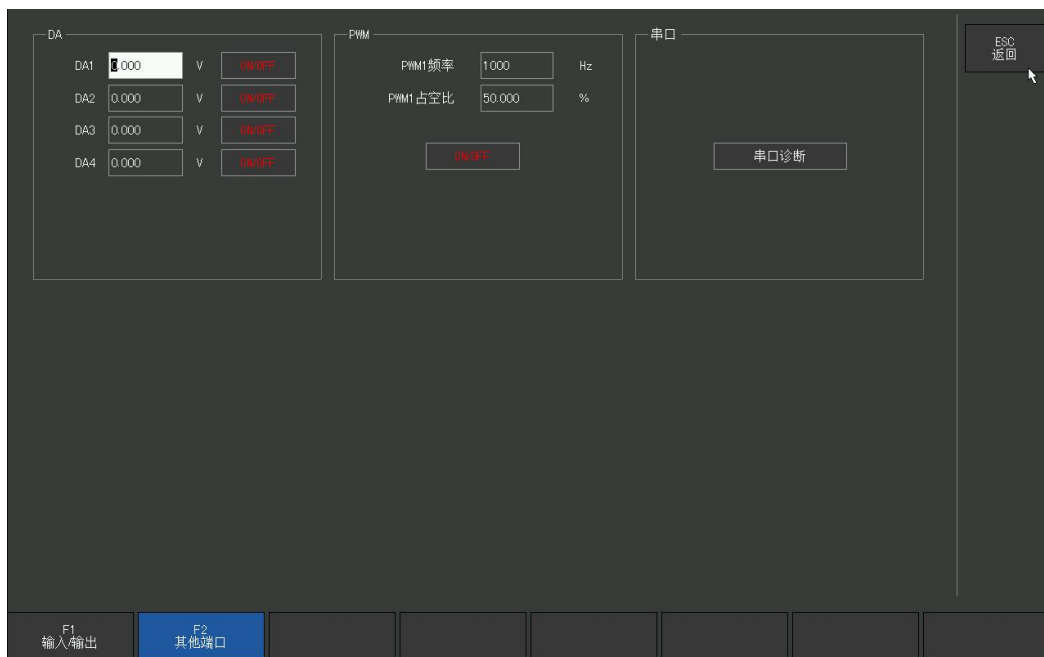 DA
DA1 0.000 V ON/OFF
DA2 0.000 V ON/OFF
DA3 0.000 V ON/OFF
DA4 0.000 V ON/OFF
PWM
PWM1频率 1000 Hz
PWM1占空比 50.000 %
ON/OFF
串口
串口诊断
ESC
返回
F1
输入/输出
F2
其他端口